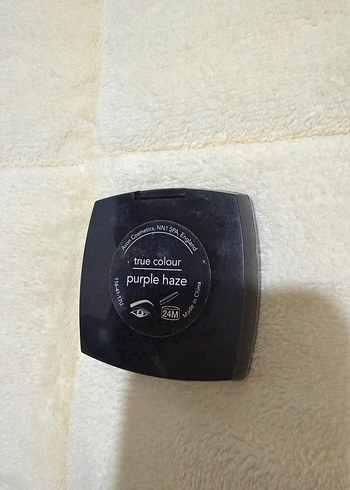 Avon Cosmetics, NN1 5PA, England
true colour
purple haze
24M
Made in China